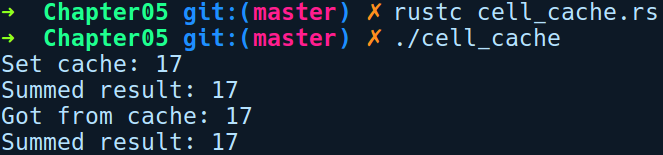 ➜  Chapter05 git:(master) ✗ rustc cell_cache.rs
➜  Chapter05 git:(master) ✗ ./cell_cache
Set cache: 17
Summed result: 17
Got from cache: 17
Summed result: 17